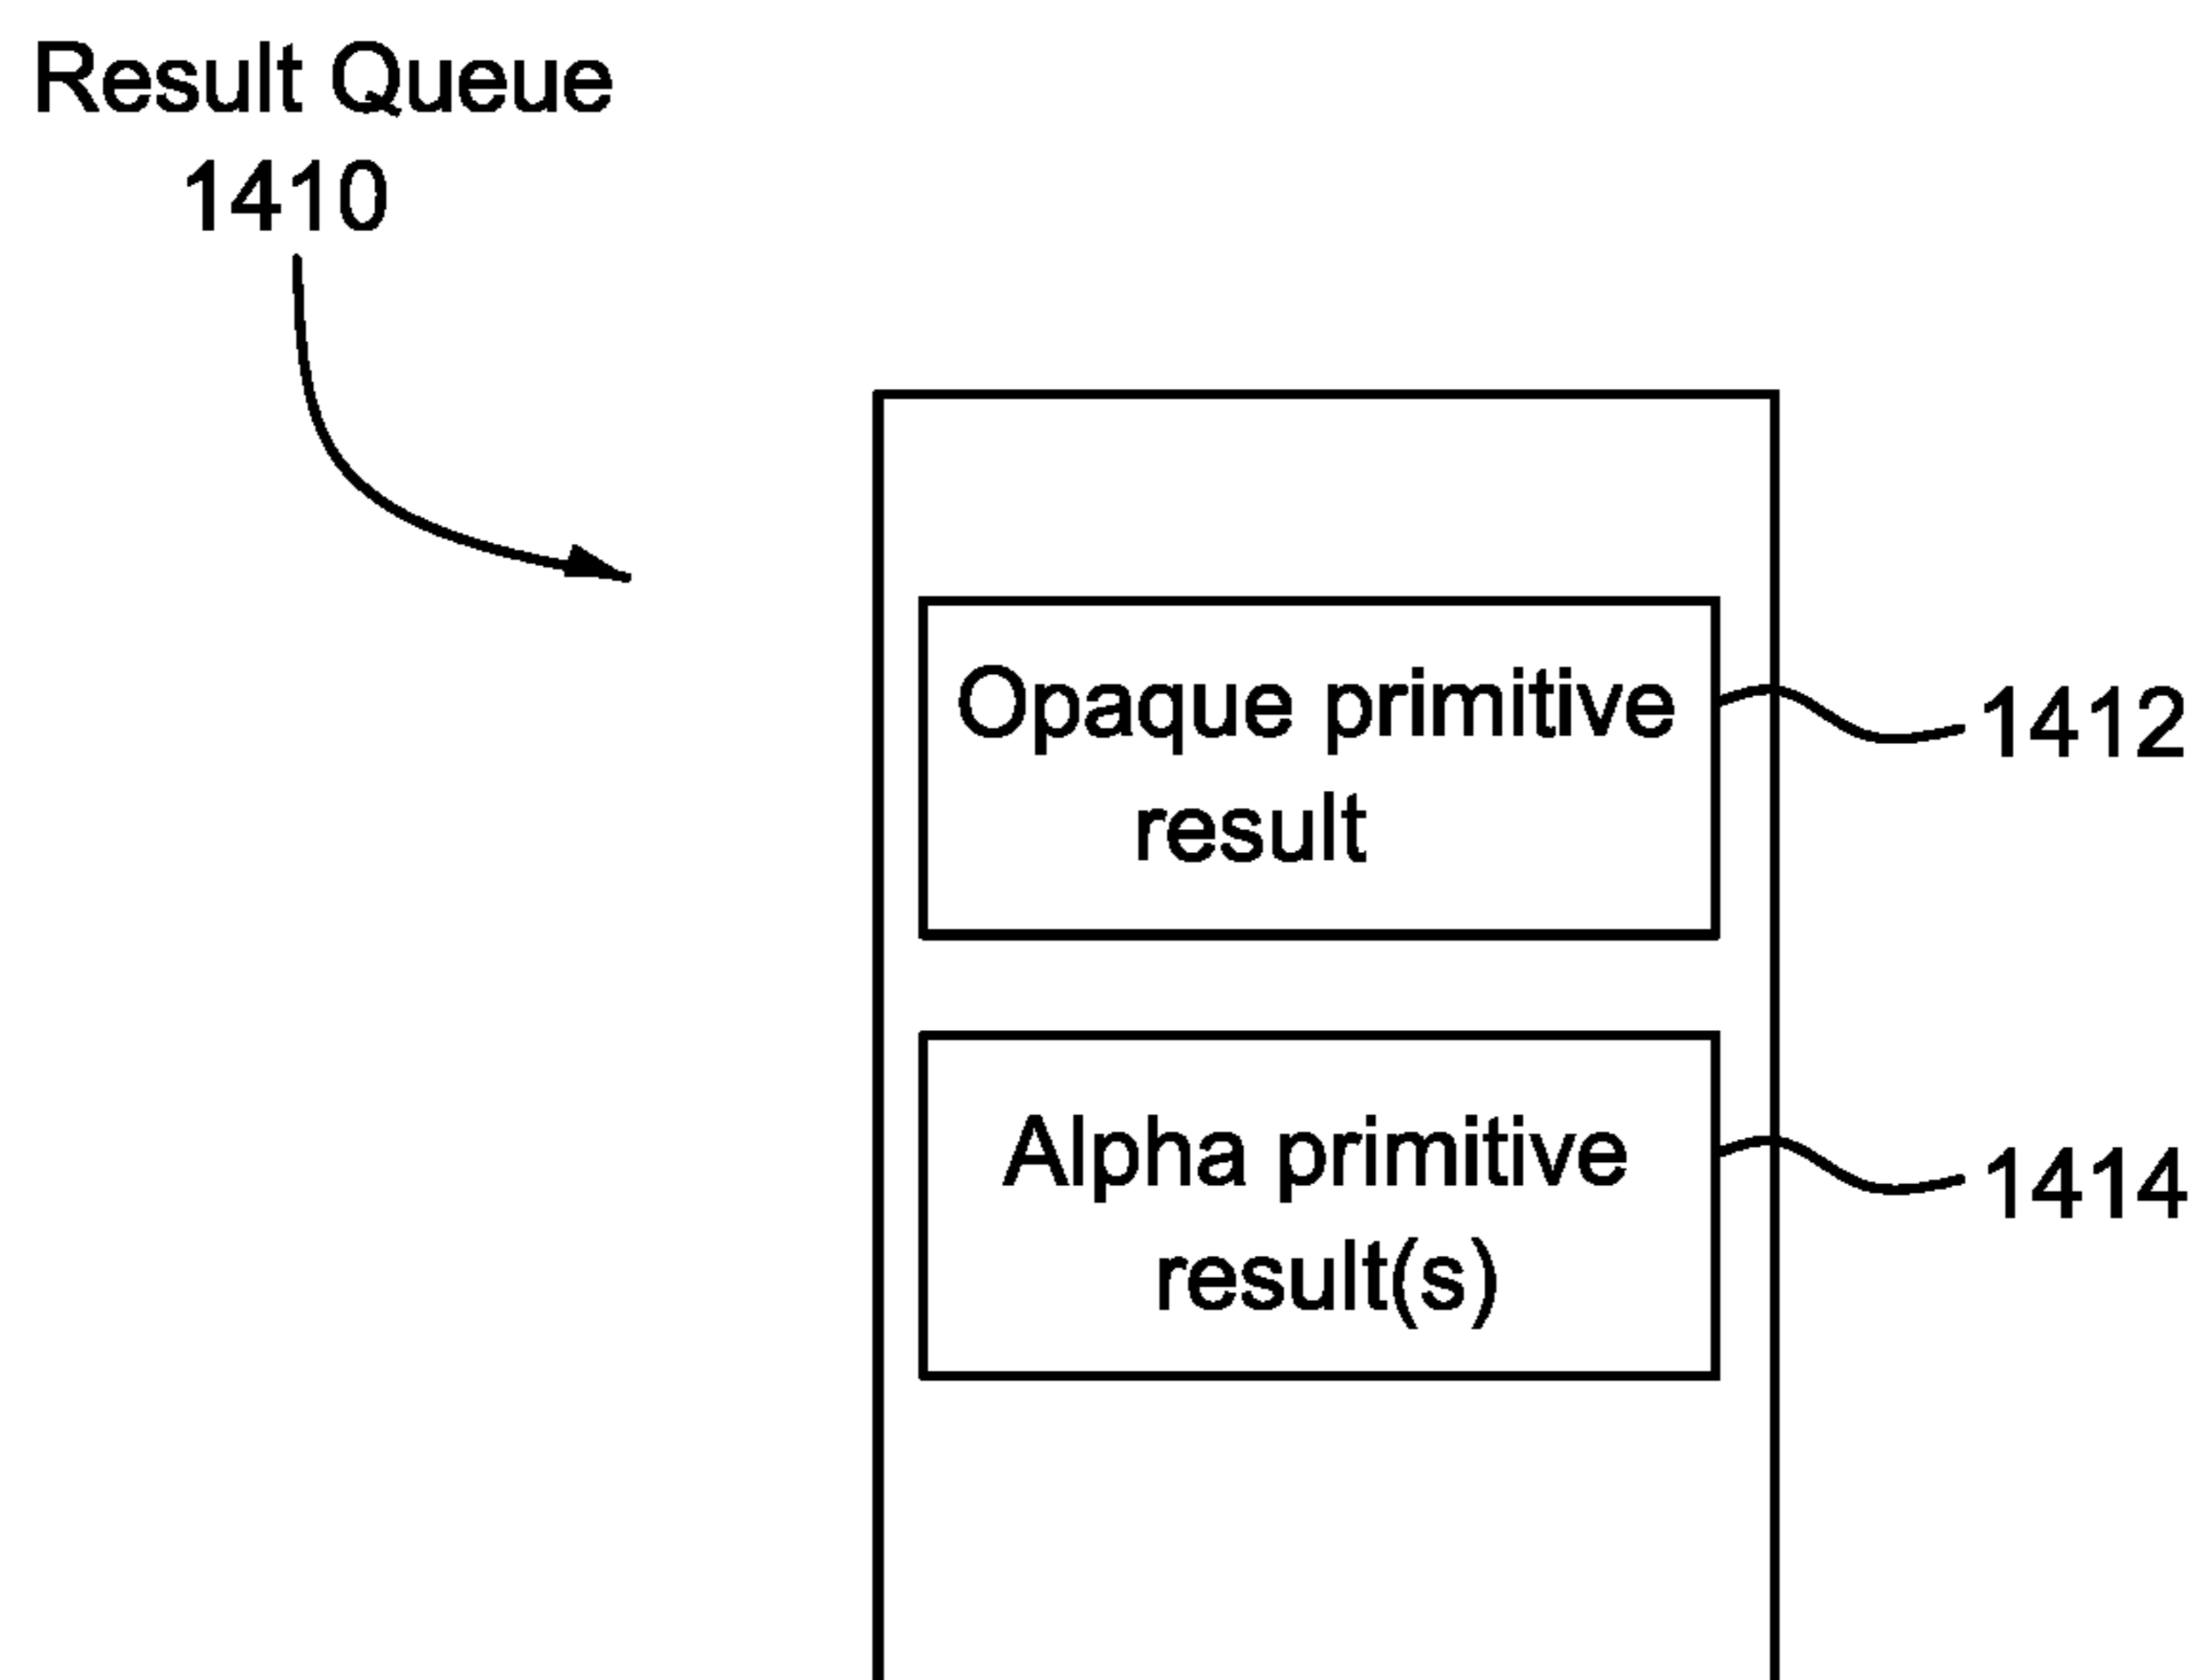 Result Queue
1410
Opaque primitive
result
1412
Alpha primitive
result(s)
1414